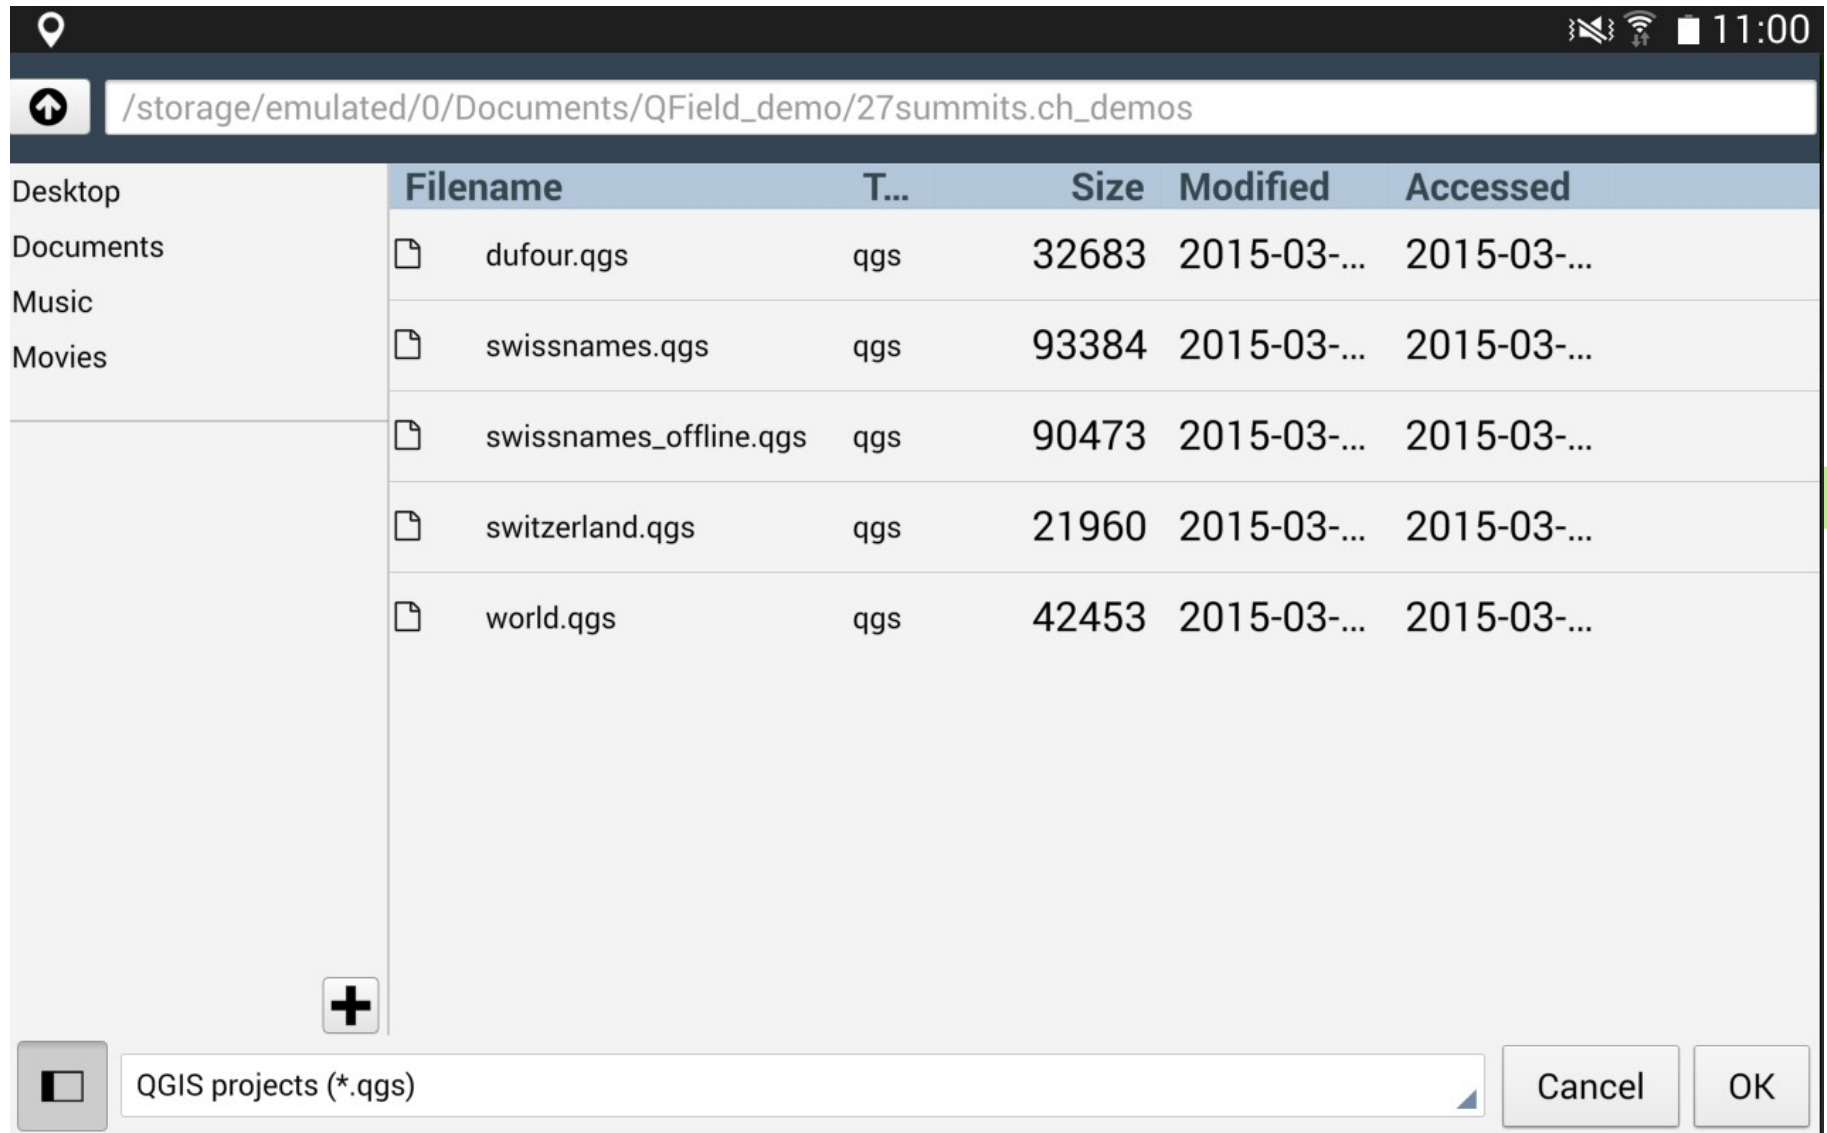 11:00
/storage/emulated/0/Documents/QField_demo/27summits.ch_demos
Desktop
Documents
Music
Movies
Filename T... Size Modified Accessed
dufour.qgs qgs 32683 2015-03-... 2015-03-...
swissnames.qgs qgs 93384 2015-03-... 2015-03-...
swissnames_offline.qgs qgs 90473 2015-03-... 2015-03-...
switzerland.qgs qgs 21960 2015-03-... 2015-03-...
world.qgs qgs 42453 2015-03-... 2015-03-...
QGIS projects (*.qgs) Cancel OK